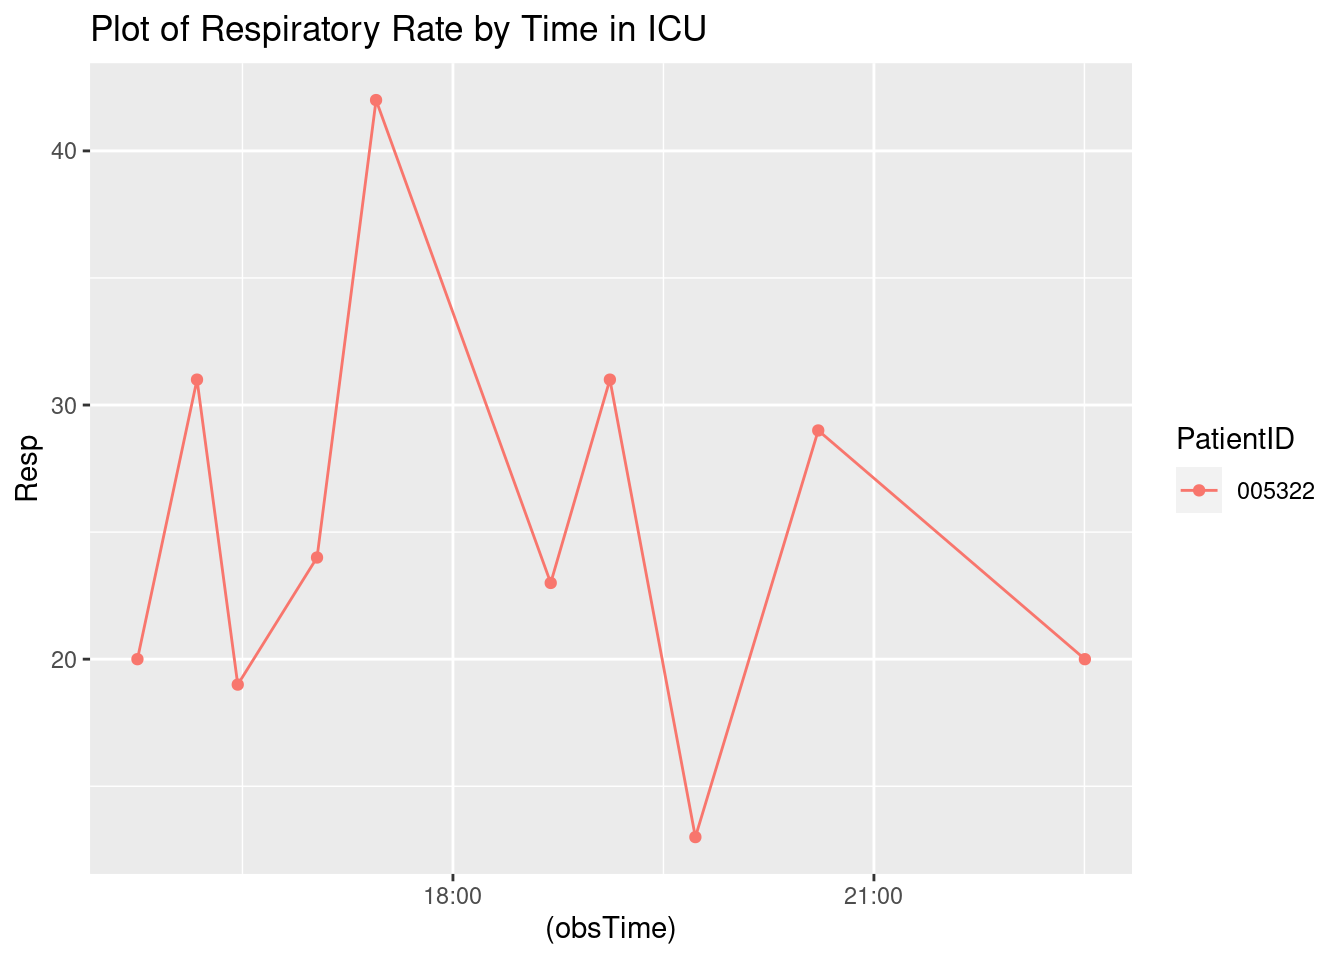 Plot of Respiratory Rate by Time in ICU
40
30
20
Resp
18:00
21:00
(obsTime)
PatientID
005322